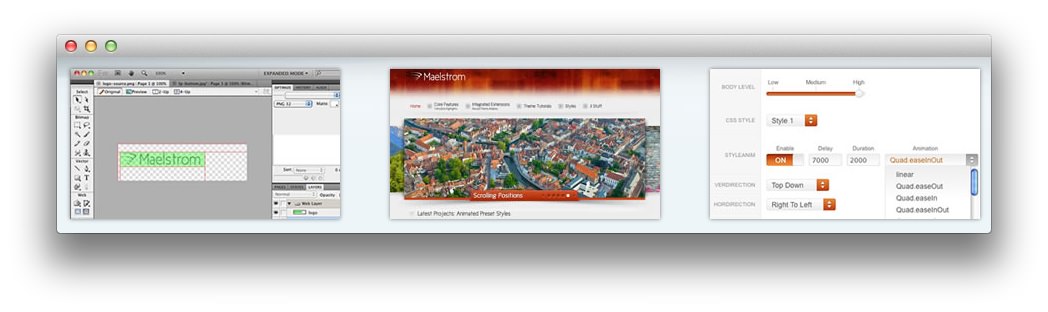 100%
EXPANDED MODE
logo-source.png : Page 1 @ 100%
Original
Preview
2-Up
4-Up
Select
Bitmap
Vector
Web
Maelstrom
OPTIMIZE
HISTORY
ALIGN
PNG 32
Matte:
Sort:
None
PAGES
LAYERS
Normal
Opacity
Web Layer
logo
Maelstrom
Home
Core Features
Integrated Extensions
Theme Tutorials
Styles
J Stuff
Scrolling Positions
Latest Projects: Animated Preset Styles
Low Medium High
BODY LEVEL
CSS STYLE Style 1
Enable Delay Duration Animation
STYLEANIM ON 7000 2000 Quad.easeInOut
linear
Quad.easeOut
Quad.easeIn
Quad.easeInOut
VERDIRECTION Top Down
HORDIRECTION Right To Left